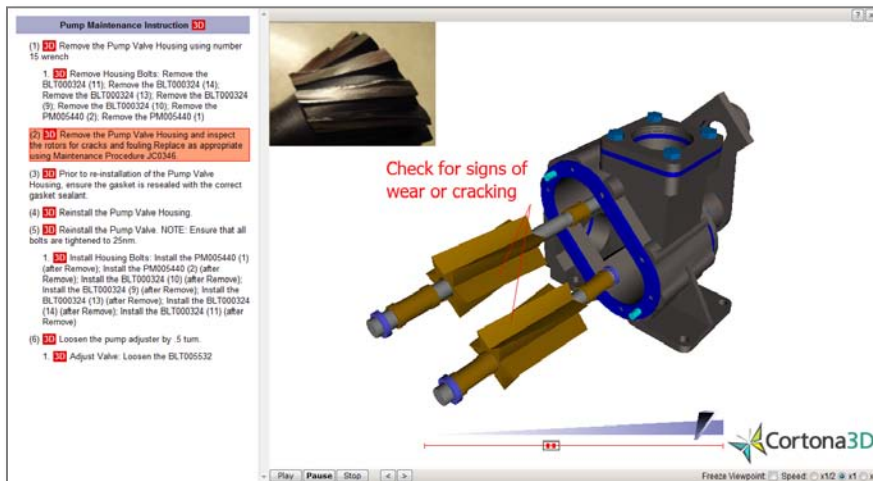 Pump Maintenance Instruction 3D
(1) 3D Remove the Pump Valve Housing using number
15 wrench
1. 3D Remove Housing Bolts: Remove the
BLT000324 (11); Remove the BLT000324 (14);
Remove the BLT000324 (13); Remove the BLT000324
(9); Remove the BLT000324 (10); Remove the
PM005440 (2); Remove the PM005440 (1)
(2) 3D Remove the Pump Valve Housing and inspect
the rotors for cracks and fouling.Replace as appropriate
using Maintenance Procedure JC0346.
(3) 3D Prior to re-installation of the Pump Valve
Housing, ensure the gasket is resealed with the correct
gasket sealant.
(4) 3D Reinstall the Pump Valve Housing.
(5) 3D Reinstall the Pump Valve. NOTE: Ensure that all
bolts are tightened to 25nm.
1. 3D Install Housing Bolts: Install the PM005440 (1)
(after Remove); Install the PM005440 (2) (after
Remove); Install the BLT000324 (10) (after Remove);
Install the BLT000324 (9) (after Remove); Install the
BLT000324 (13) (after Remove); Install the BLT000324
(14) (after Remove); Install the BLT000324 (11) (after
Remove)
(6) 3D Loosen the pump adjuster by .5 turn.
1. 3D Adjust Valve: Loosen the BLT005532
Check for signs of
wear or cracking
Cortona3D
Play Pause Stop < > Freeze Viewpoint: Speed: x1/2 x1